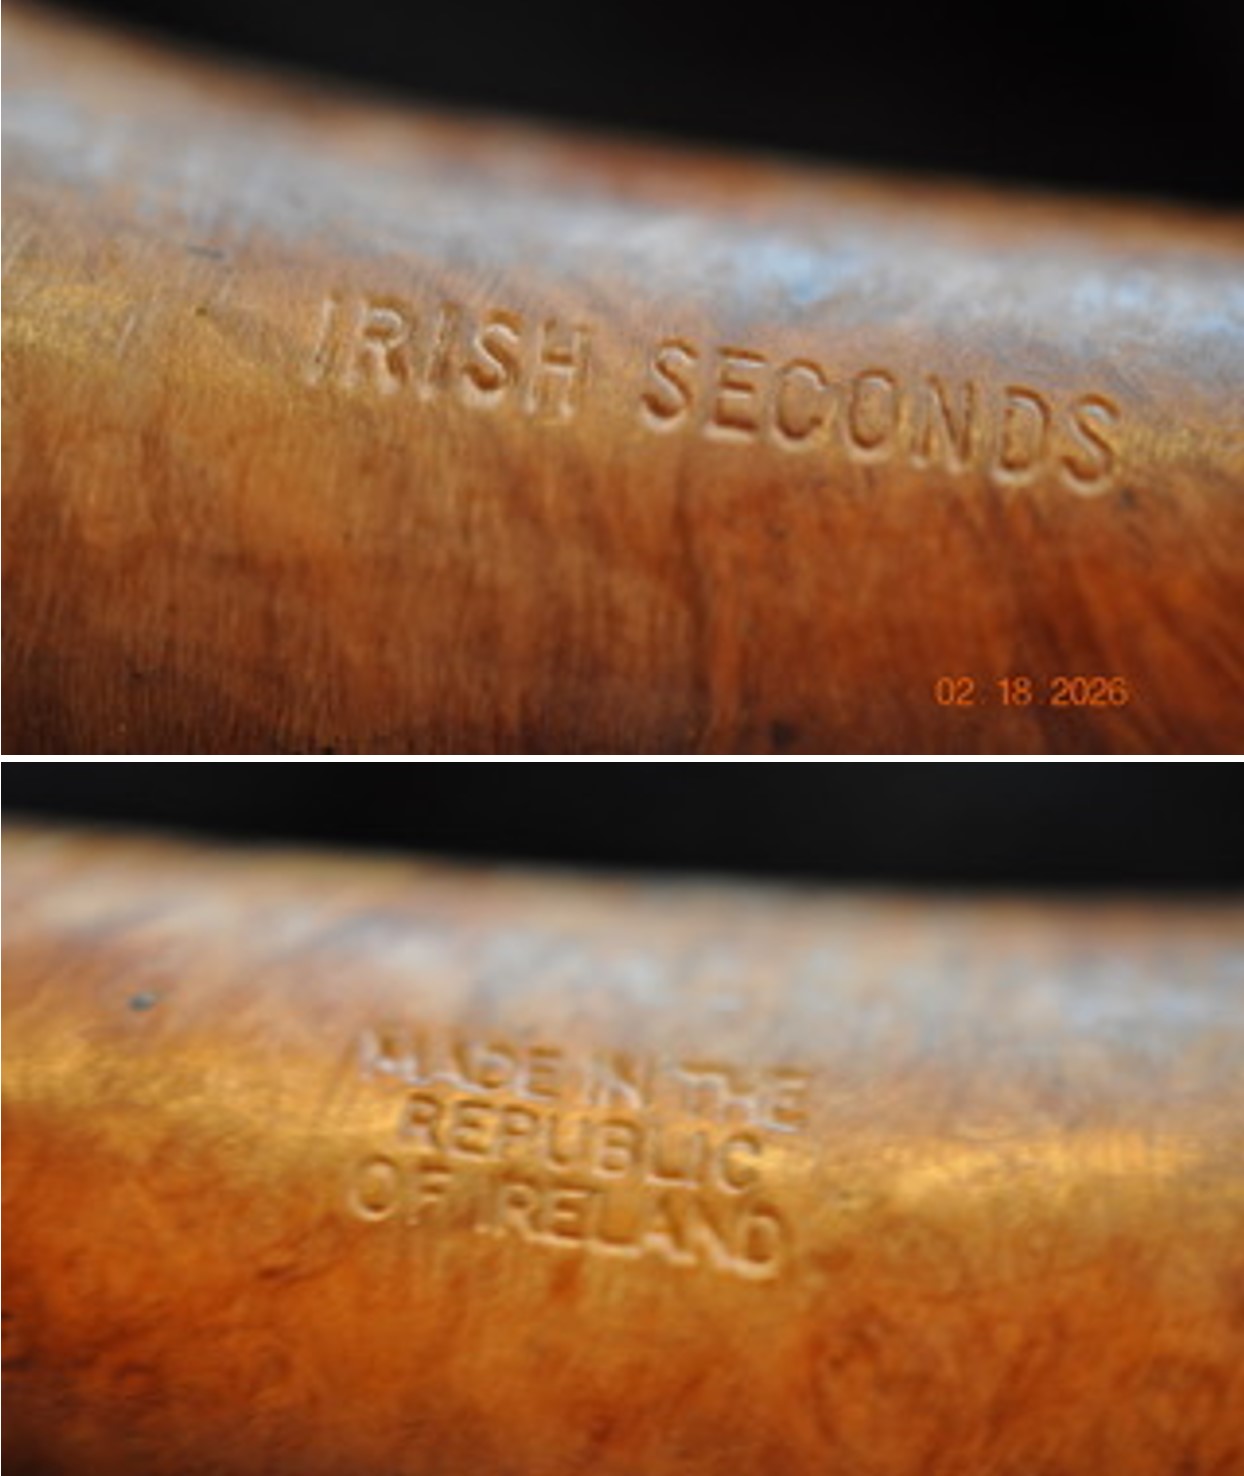 IRISH SECONDS
02.18.2026
MADE IN THE
REPUBLIC
OF IRELAND